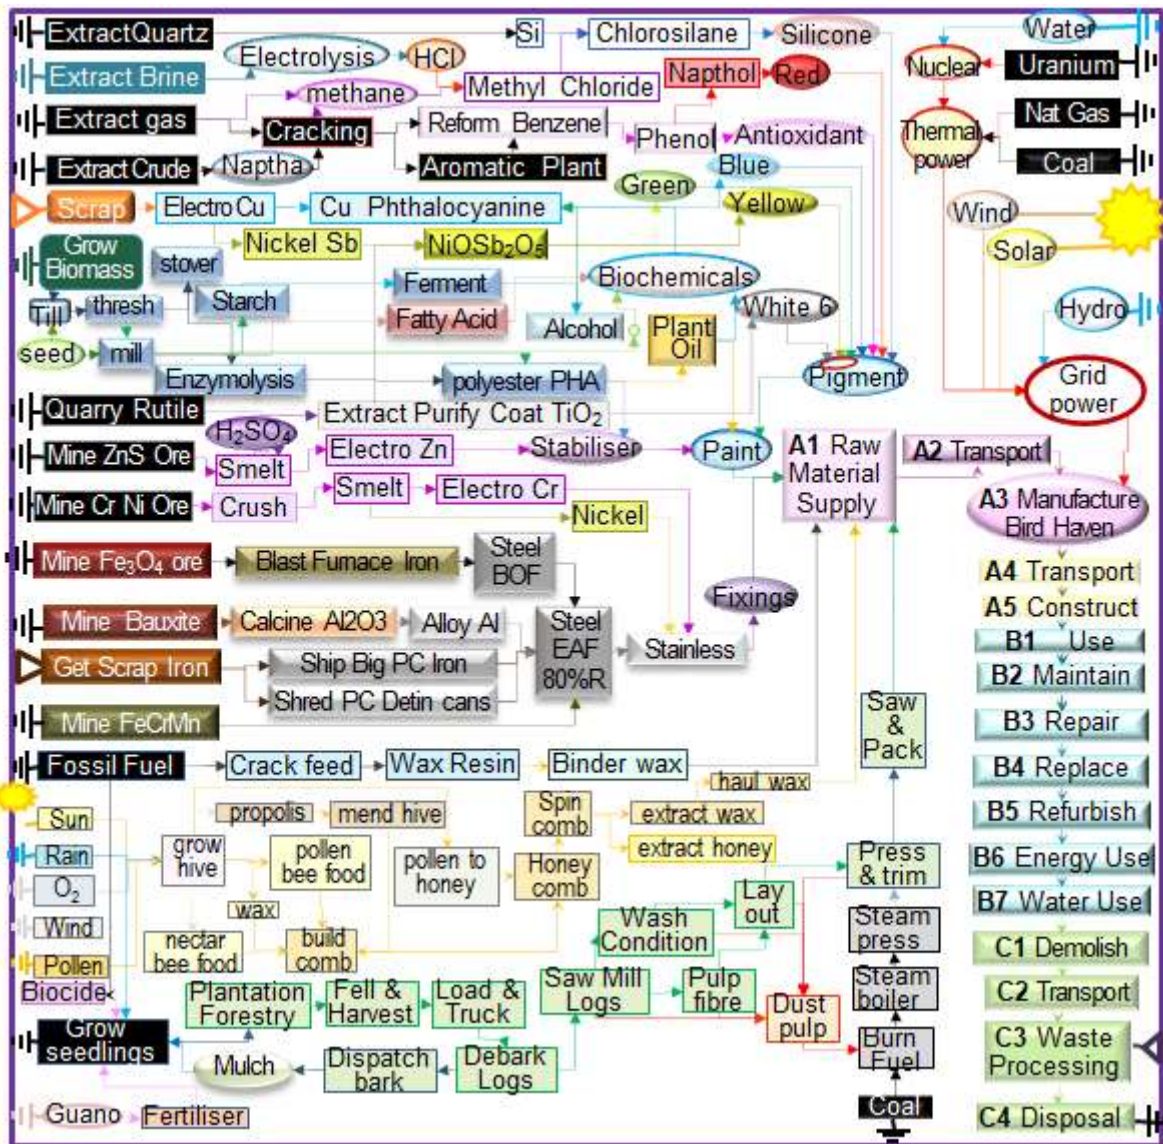 ExtractQuartz
Si
Chlorosilane
Silicone
Water
Extract Brine
Electrolysis
HCl
Napthol
Red
Nuclear
Uranium
methane
Methyl Chloride
Extract gas
Cracking
Reform Benzene
Phenol
Antioxidant
Thermal
power
Nat Gas
Coal
Extract Crude
Naptha
Aromatic Plant
Blue
Green
Scrap
Electro Cu
Cu Phthalocyanine
Yellow
Wind
Solar
Grow
Biomass
Nickel Sb
NiOSb2O5
stover
Ferment
Biochemicals
Till
thresh
Starch
Fatty Acid
Alcohol
Plant
Oil
White 6
Hydro
seed
mill
Enzymolysis
polyester PHA
Pigment
Grid
power
Quarry Rutile
Extract Purify Coat TiO2
H2SO4
Mine ZnS Ore
Smelt
Electro Zn
Stabiliser
Paint
A1 Raw
Material
Supply
A2 Transport
Mine Cr Ni Ore
Crush
Smelt
Electro Cr
Nickel
A3 Manufacture
Bird Haven
Mine Fe3O4 ore
Blast Furnace Iron
Steel
BOF
A4 Transport
Fixings
A5 Construct
Mine Bauxite
Calcine Al2O3
Alloy Al
Steel
EAF
80%R
Stainless
B1 Use
Get Scrap Iron
Ship Big PC Iron
Shred PC Detin cans
B2 Maintain
Mine FeCrMn
Saw
&
Pack
B3 Repair
Fossil Fuel
Crack feed
Wax Resin
Binder wax
haul wax
B4 Replace
Sun
propolis
mend hive
Spin
comb
extract wax
B5 Refurbish
Rain
grow
hive
pollen
bee food
pollen to
honey
Honey
comb
extract honey
Press
& trim
B6 Energy Use
O2
wax
Lay
out
B7 Water Use
Wind
nectar
bee food
build
comb
Wash
Condition
Steam
press
C1 Demolish
Pollen
Biocide
Plantation
Forestry
Fell &
Harvest
Load &
Truck
Saw Mill
Logs
Pulp
fibre
Dust
pulp
Steam
boiler
C2 Transport
Grow
seedlings
Mulch
Dispatch
bark
Debark
Logs
Burn
Fuel
C3 Waste
Processing
Guano
Fertiliser
Coal
C4 Disposal